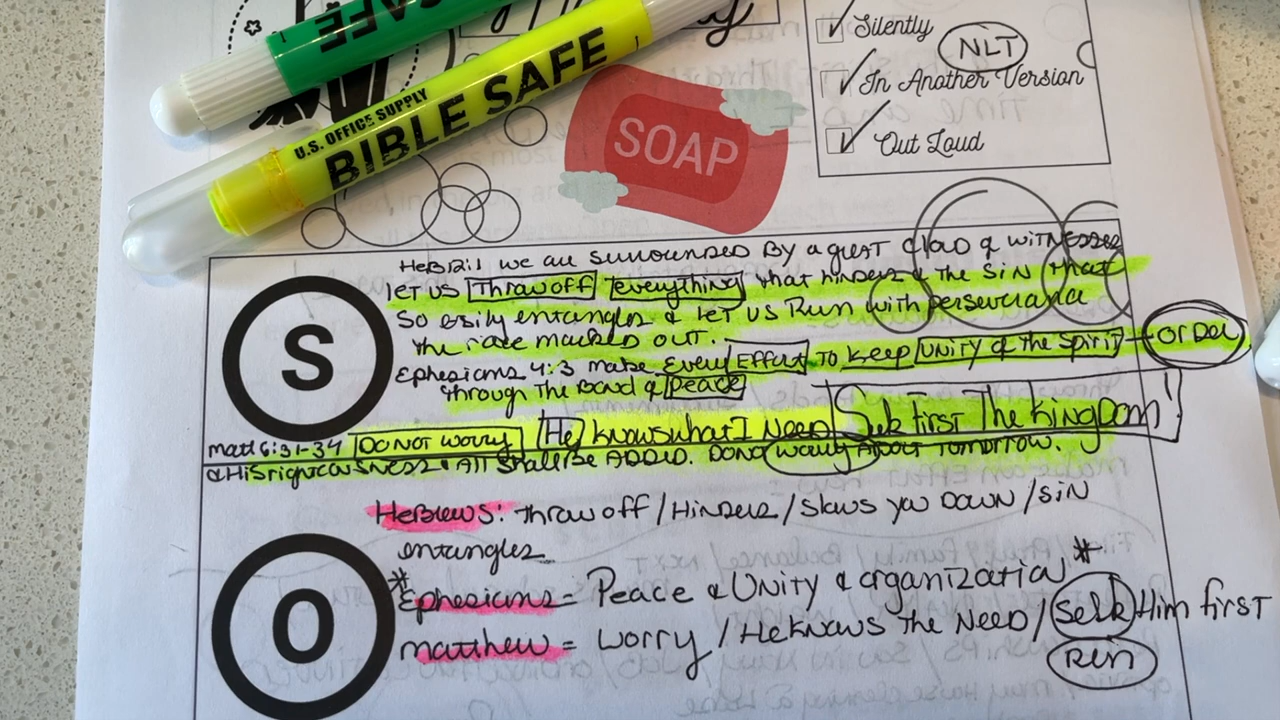 SAFE
U.S. OFFICE SUPPLY
BIBLE SAFE
SOAP
Silently
NLT
In Another Version
Out Loud
S
HeB12:1 we are surrounded By a great cloud & witnesses
let us Throw off everything that hinders & the sin that
So easily entangles & let us Run with perseverance
the race marked out.
Ephesians 4:3 make Every Effort to keep Unity of the Spirit - order
through the Bond of peace
matt 6:31-34 DO NOT worry He knows what I Need Seek First The Kingdom!
& His righteousness & All shall Be ADDED. DO NO worry About Tomorrow.
O
Hebrews: Throw off / Hinders / Slows you Down / Sin
entangles
* Ephesians = Peace & Unity & organization *
matthew = worry / He knows the Need / Seek Him first
Run